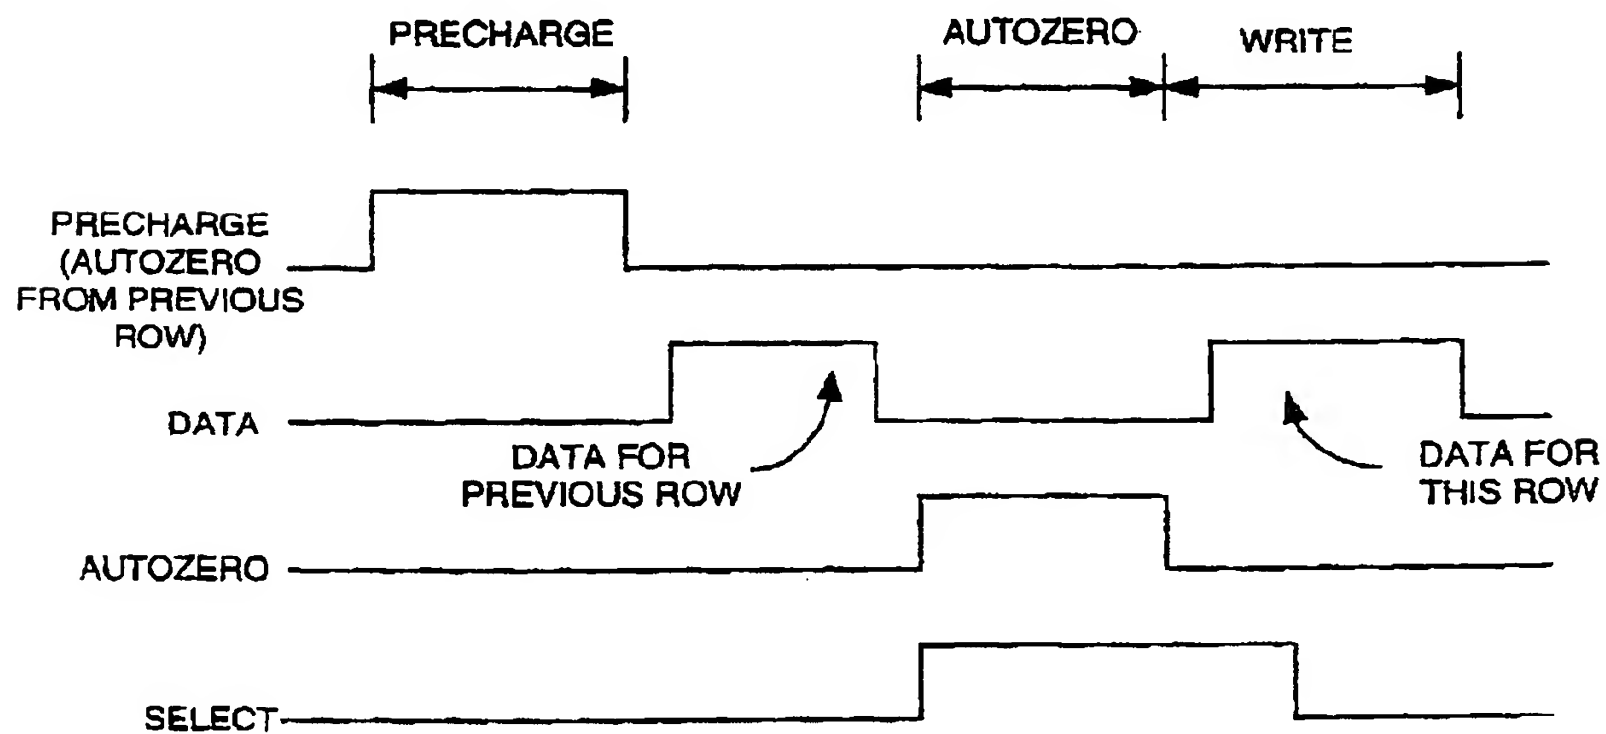 PRECHARGE
AUTOZERO
WRITE
PRECHARGE
(AUTOZERO
FROM PREVIOUS
ROW)
DATA
DATA FOR
PREVIOUS ROW
DATA FOR
THIS ROW
AUTOZERO
SELECT